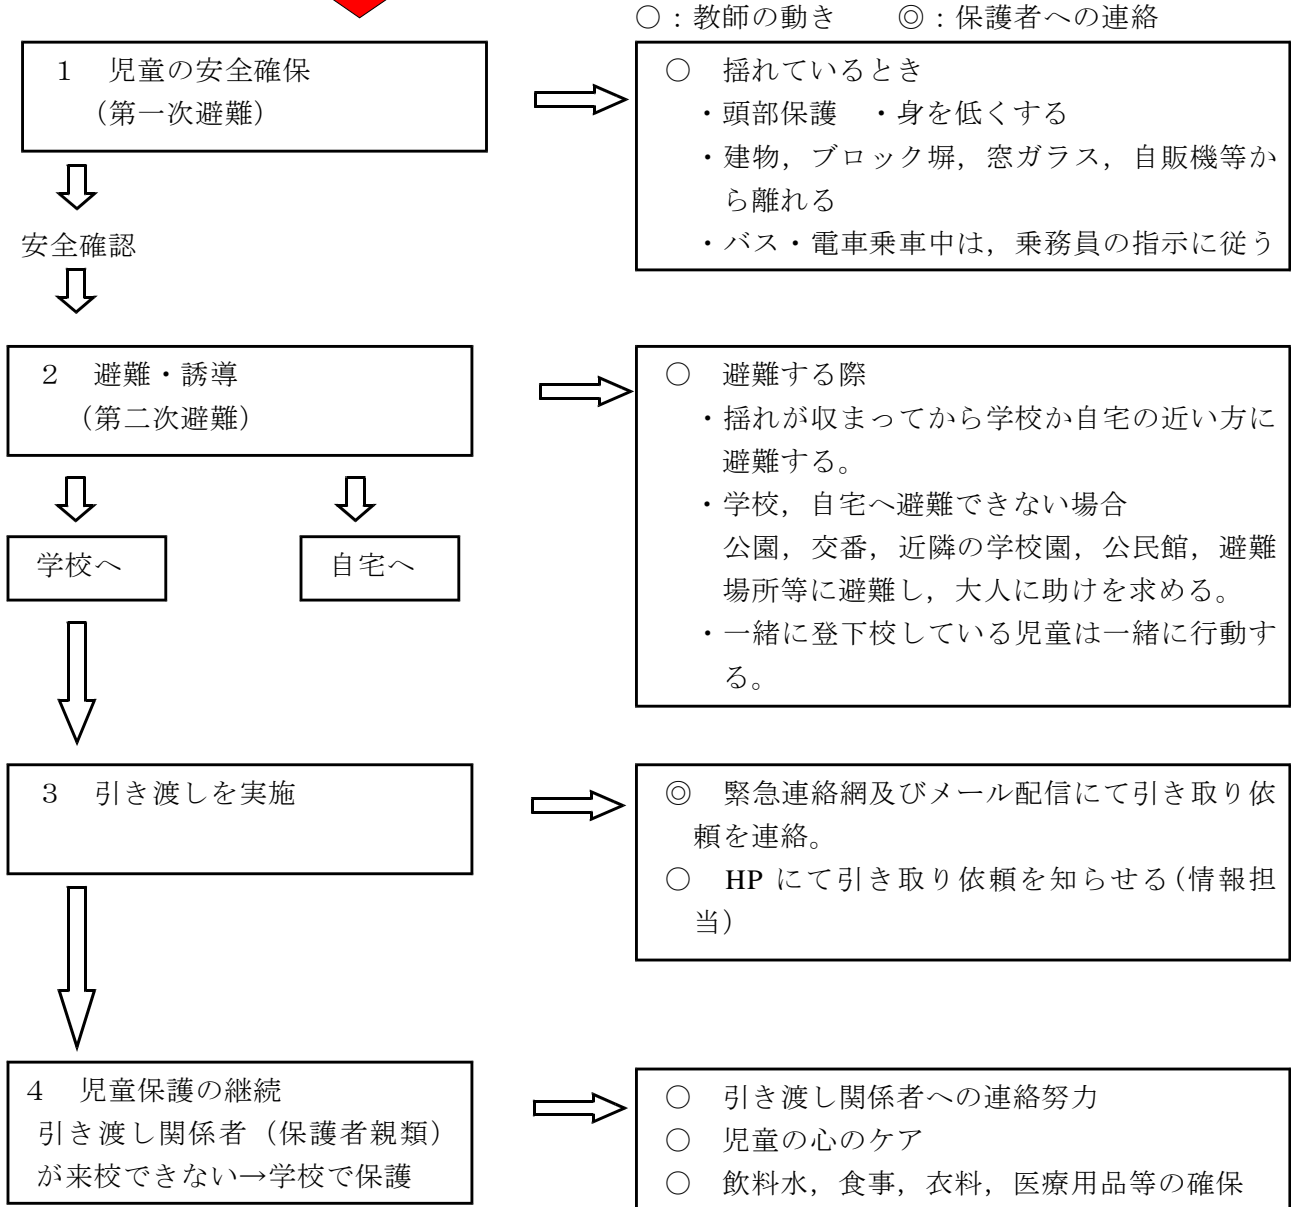 ○：教師の動き　　◎：保護者への連絡
１　児童の安全確保
（第一次避難）
○　揺れているとき
・頭部保護　・身を低くする
・建物，ブロック塀，窓ガラス，自販機等か
ら離れる
・バス・電車乗車中は，乗務員の指示に従う
安全確認
２　避難・誘導
（第二次避難）
○　避難する際
・揺れが収まってから学校か自宅の近い方に
避難する。
・学校，自宅へ避難できない場合
公園，交番，近隣の学校園，公民館，避難
場所等に避難し，大人に助けを求める。
・一緒に登下校している児童は一緒に行動す
る。
学校へ
自宅へ
３　引き渡しを実施
◎　緊急連絡網及びメール配信にて引き取り依
頼を連絡。
○　HP にて引き取り依頼を知らせる（情報担
当）
４　児童保護の継続
引き渡し関係者（保護者親類）
が来校できない→学校で保護
○　引き渡し関係者への連絡努力
○　児童の心のケア
○　飲料水，食事，衣料，医療用品等の確保